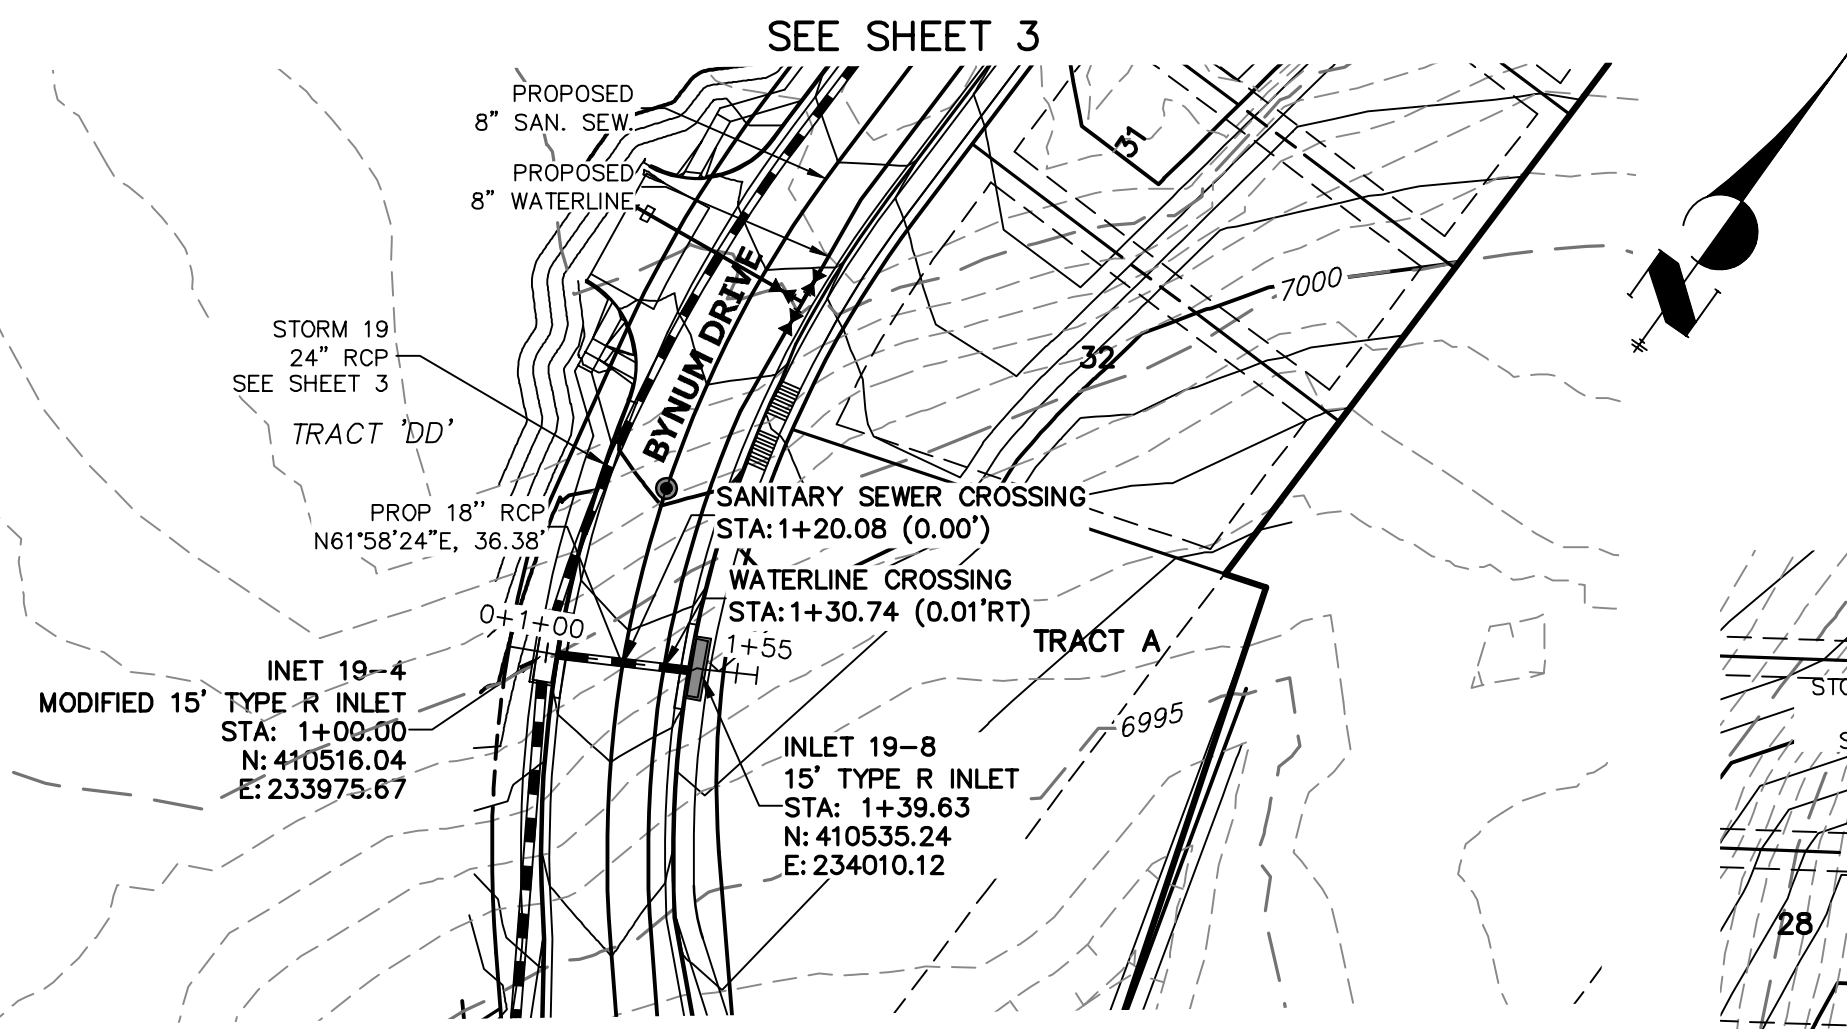 SEE SHEET 3
PROPOSED
8" SAN. SEW.
PROPOSED
8" WATERLINE
31
7000
BYNUM DRIVE
STORM 19
24" RCP
SEE SHEET 3
32
TRACT 'DD'
PROP 18" RCP
N61°58'24"E, 36.38'
SANITARY SEWER CROSSING
STA:1+20.08 (0.00')
WATERLINE CROSSING
STA:1+30.74 (0.01'RT)
0+1+00
1+55
TRACT A
INET 19-4
MODIFIED 15' TYPE R INLET
STA: 1+00.00
N:410516.04
E:233975.67
6995
INLET 19-8
15' TYPE R INLET
STA: 1+39.63
N:410535.24
E:234010.12
28
N